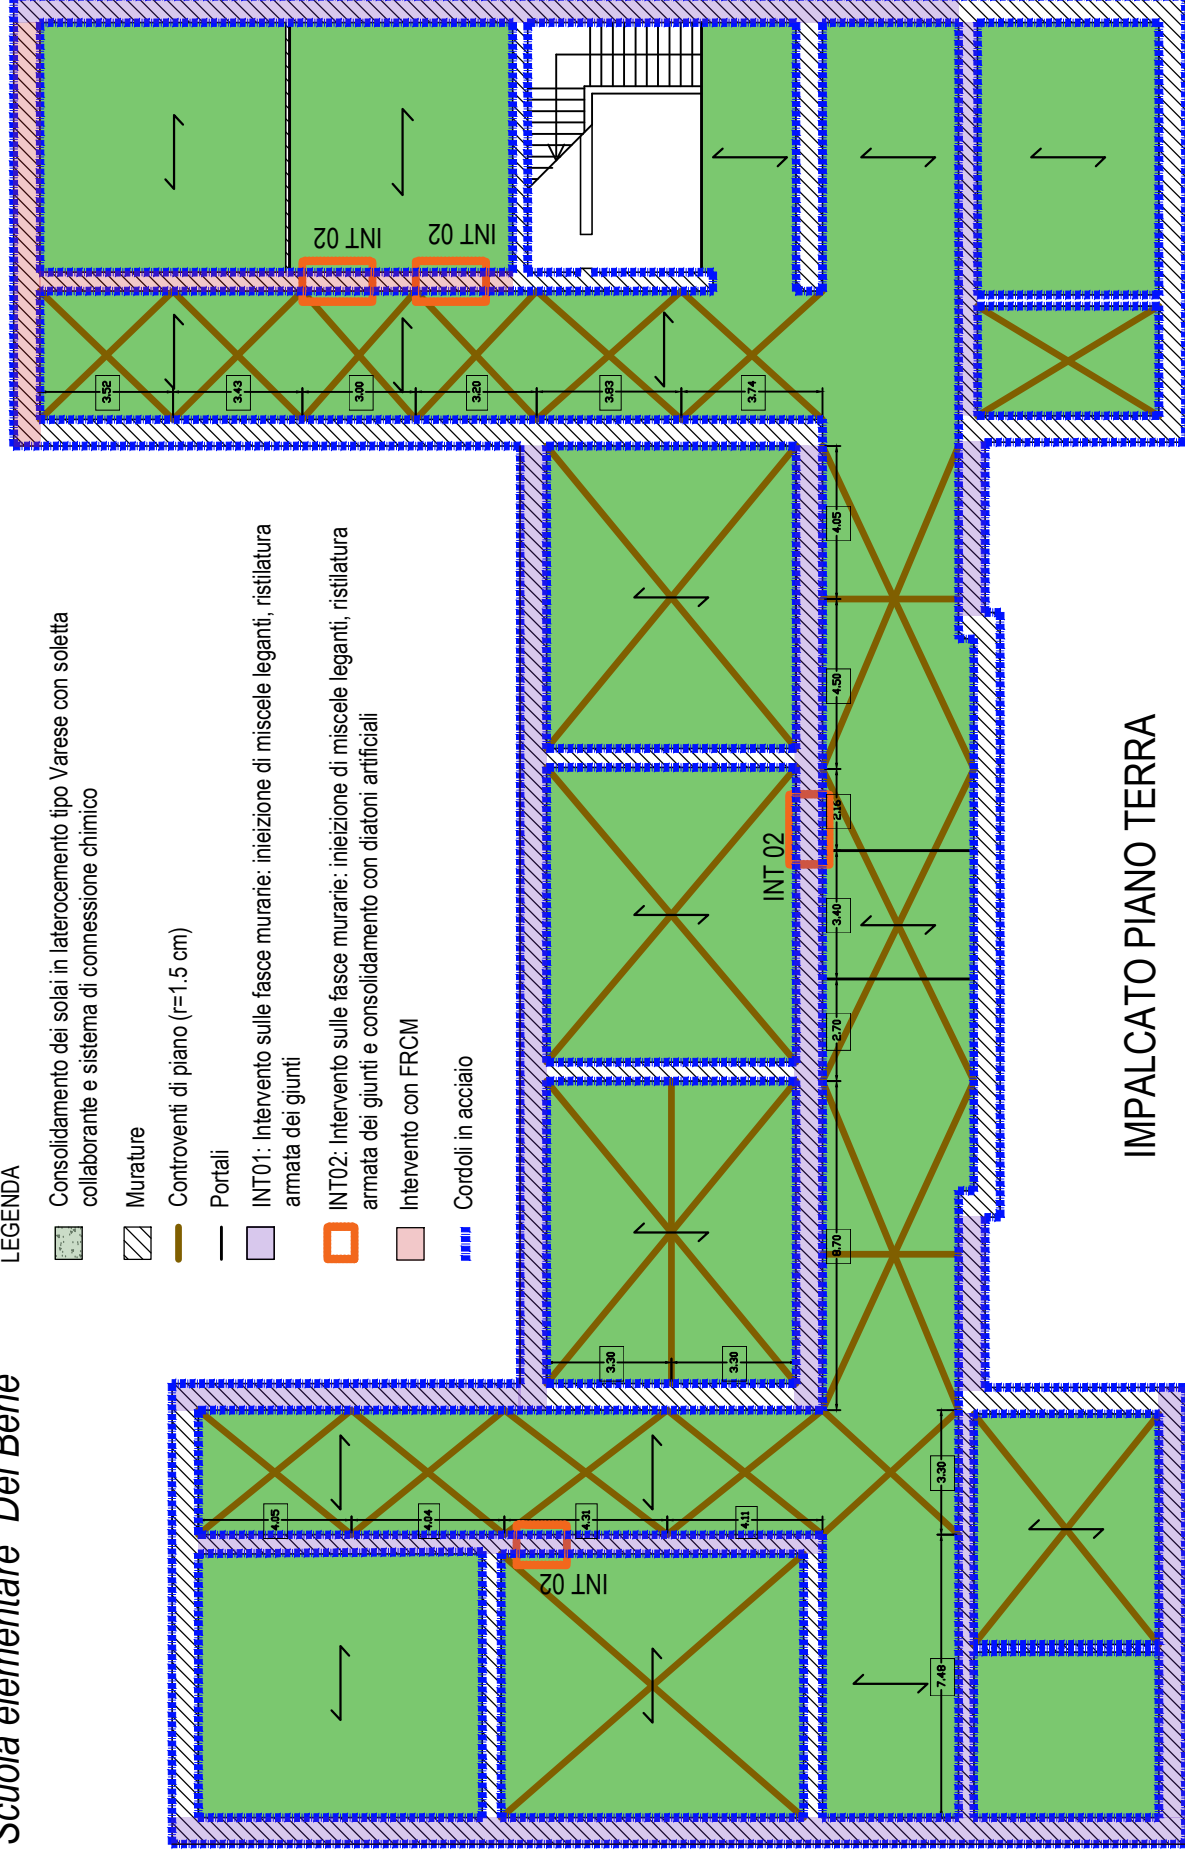 Scuola elementare Del Bene
LEGENDA
Consolidamento dei solai in laterocemento tipo Varese con soletta
collaborante e sistema di connessione chimico
Murature
Controventi di piano (r=1.5 cm)
Portali
INT01: Intervento sulle fasce murarie: inieizione di miscele leganti, ristilatura
armata dei giunti
INT02: Intervento sulle fasce murarie: inieizione di miscele leganti, ristilatura
armata dei giunti e consolidamento con diatoni artificiali
Intervento con FRCM
Cordoli in acciaio
INT 02
INT 02
3.52
3.43
3.00
3.20
3.83
3.74
4.05
4.50
2.16
INT 02
3.40
2.70
8.70
3.30
3.30
4.05
4.04
4.31
4.11
INT 02
3.30
7.48
IMPALCATO PIANO TERRA